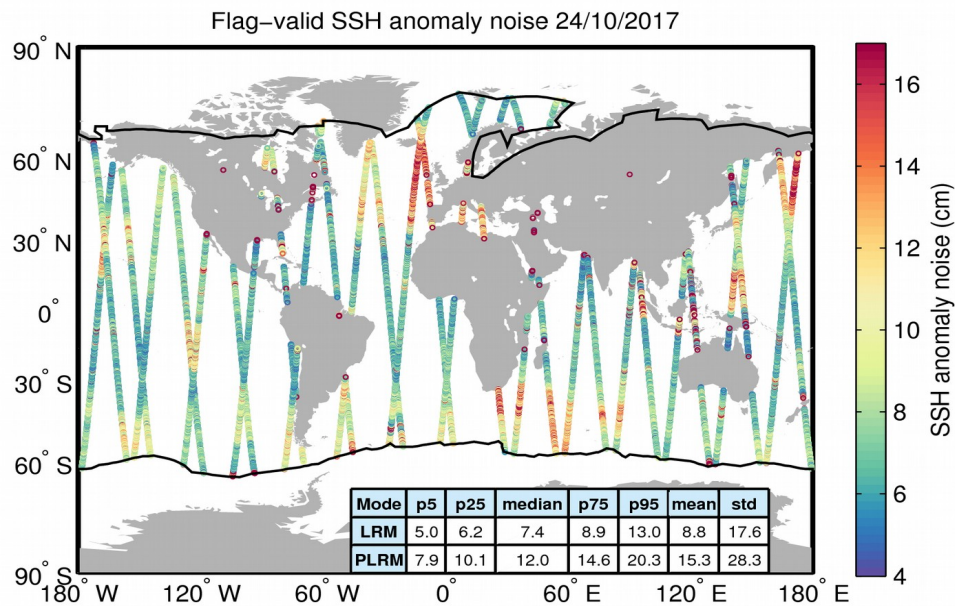 Flag−valid SSH anomaly noise 24/10/2017
90° N
60° N
30° N
0°
30° S
60° S
90° S
180° W
120° W
60° W
0°
60° E
120° E
180° E
Mode p5 p25 median p75 p95 mean std
LRM 5.0 6.2 7.4 8.9 13.0 8.8 17.6
PLRM 7.9 10.1 12.0 14.6 20.3 15.3 28.3
16
14
12
10
8
6
4
SSH anomaly noise (cm)